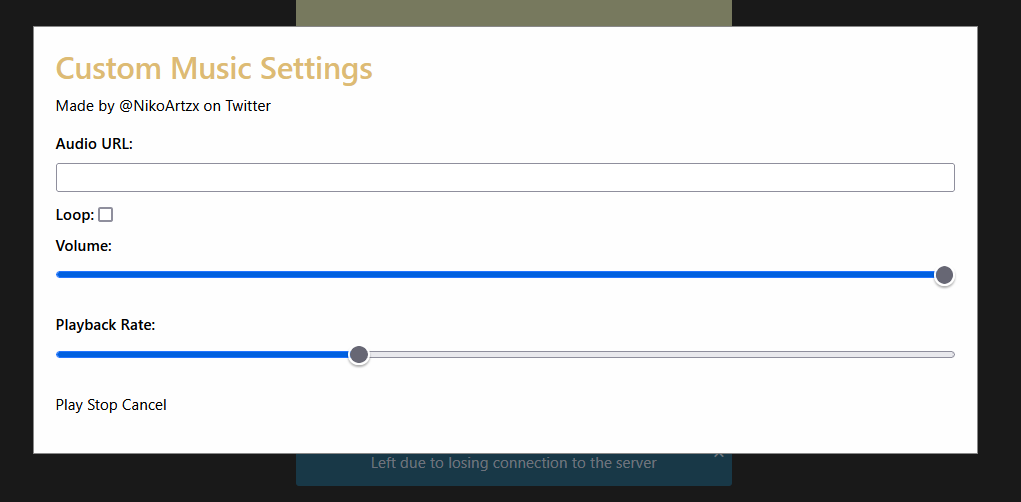 Custom Music Settings
Made by @NikoArtzx on Twitter
Audio URL:
Loop:
Volume:
Playback Rate:
Play Stop Cancel
Left due to losing connection to the server